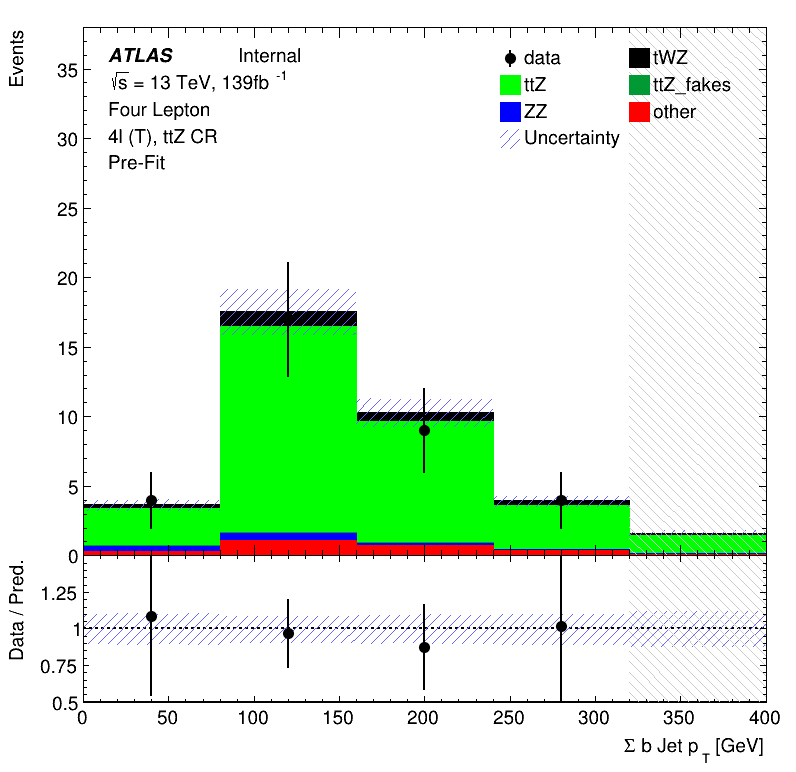 Events
35
30
25
20
15
10
5
0
ATLAS Internal
√s = 13 TeV, 139fb -1
Four Lepton
4l (T), ttZ CR
Pre-Fit
data
tWZ
ttZ
ttZ_fakes
ZZ
other
Uncertainty
Data / Pred.
1.25
1
0.75
0.5
0 50 100 150 200 250 300 350 400
Σ b Jet p T [GeV]